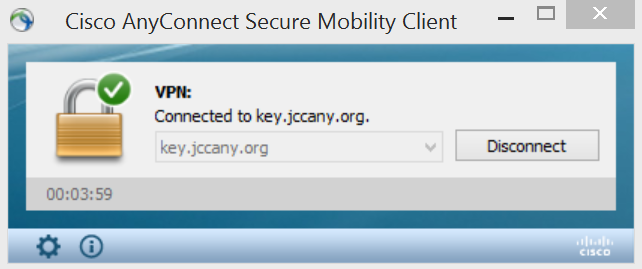 Cisco AnyConnect Secure Mobility Client
VPN:
Connected to key.jccany.org.
key.jccany.org
Disconnect
00:03:59
CISCO